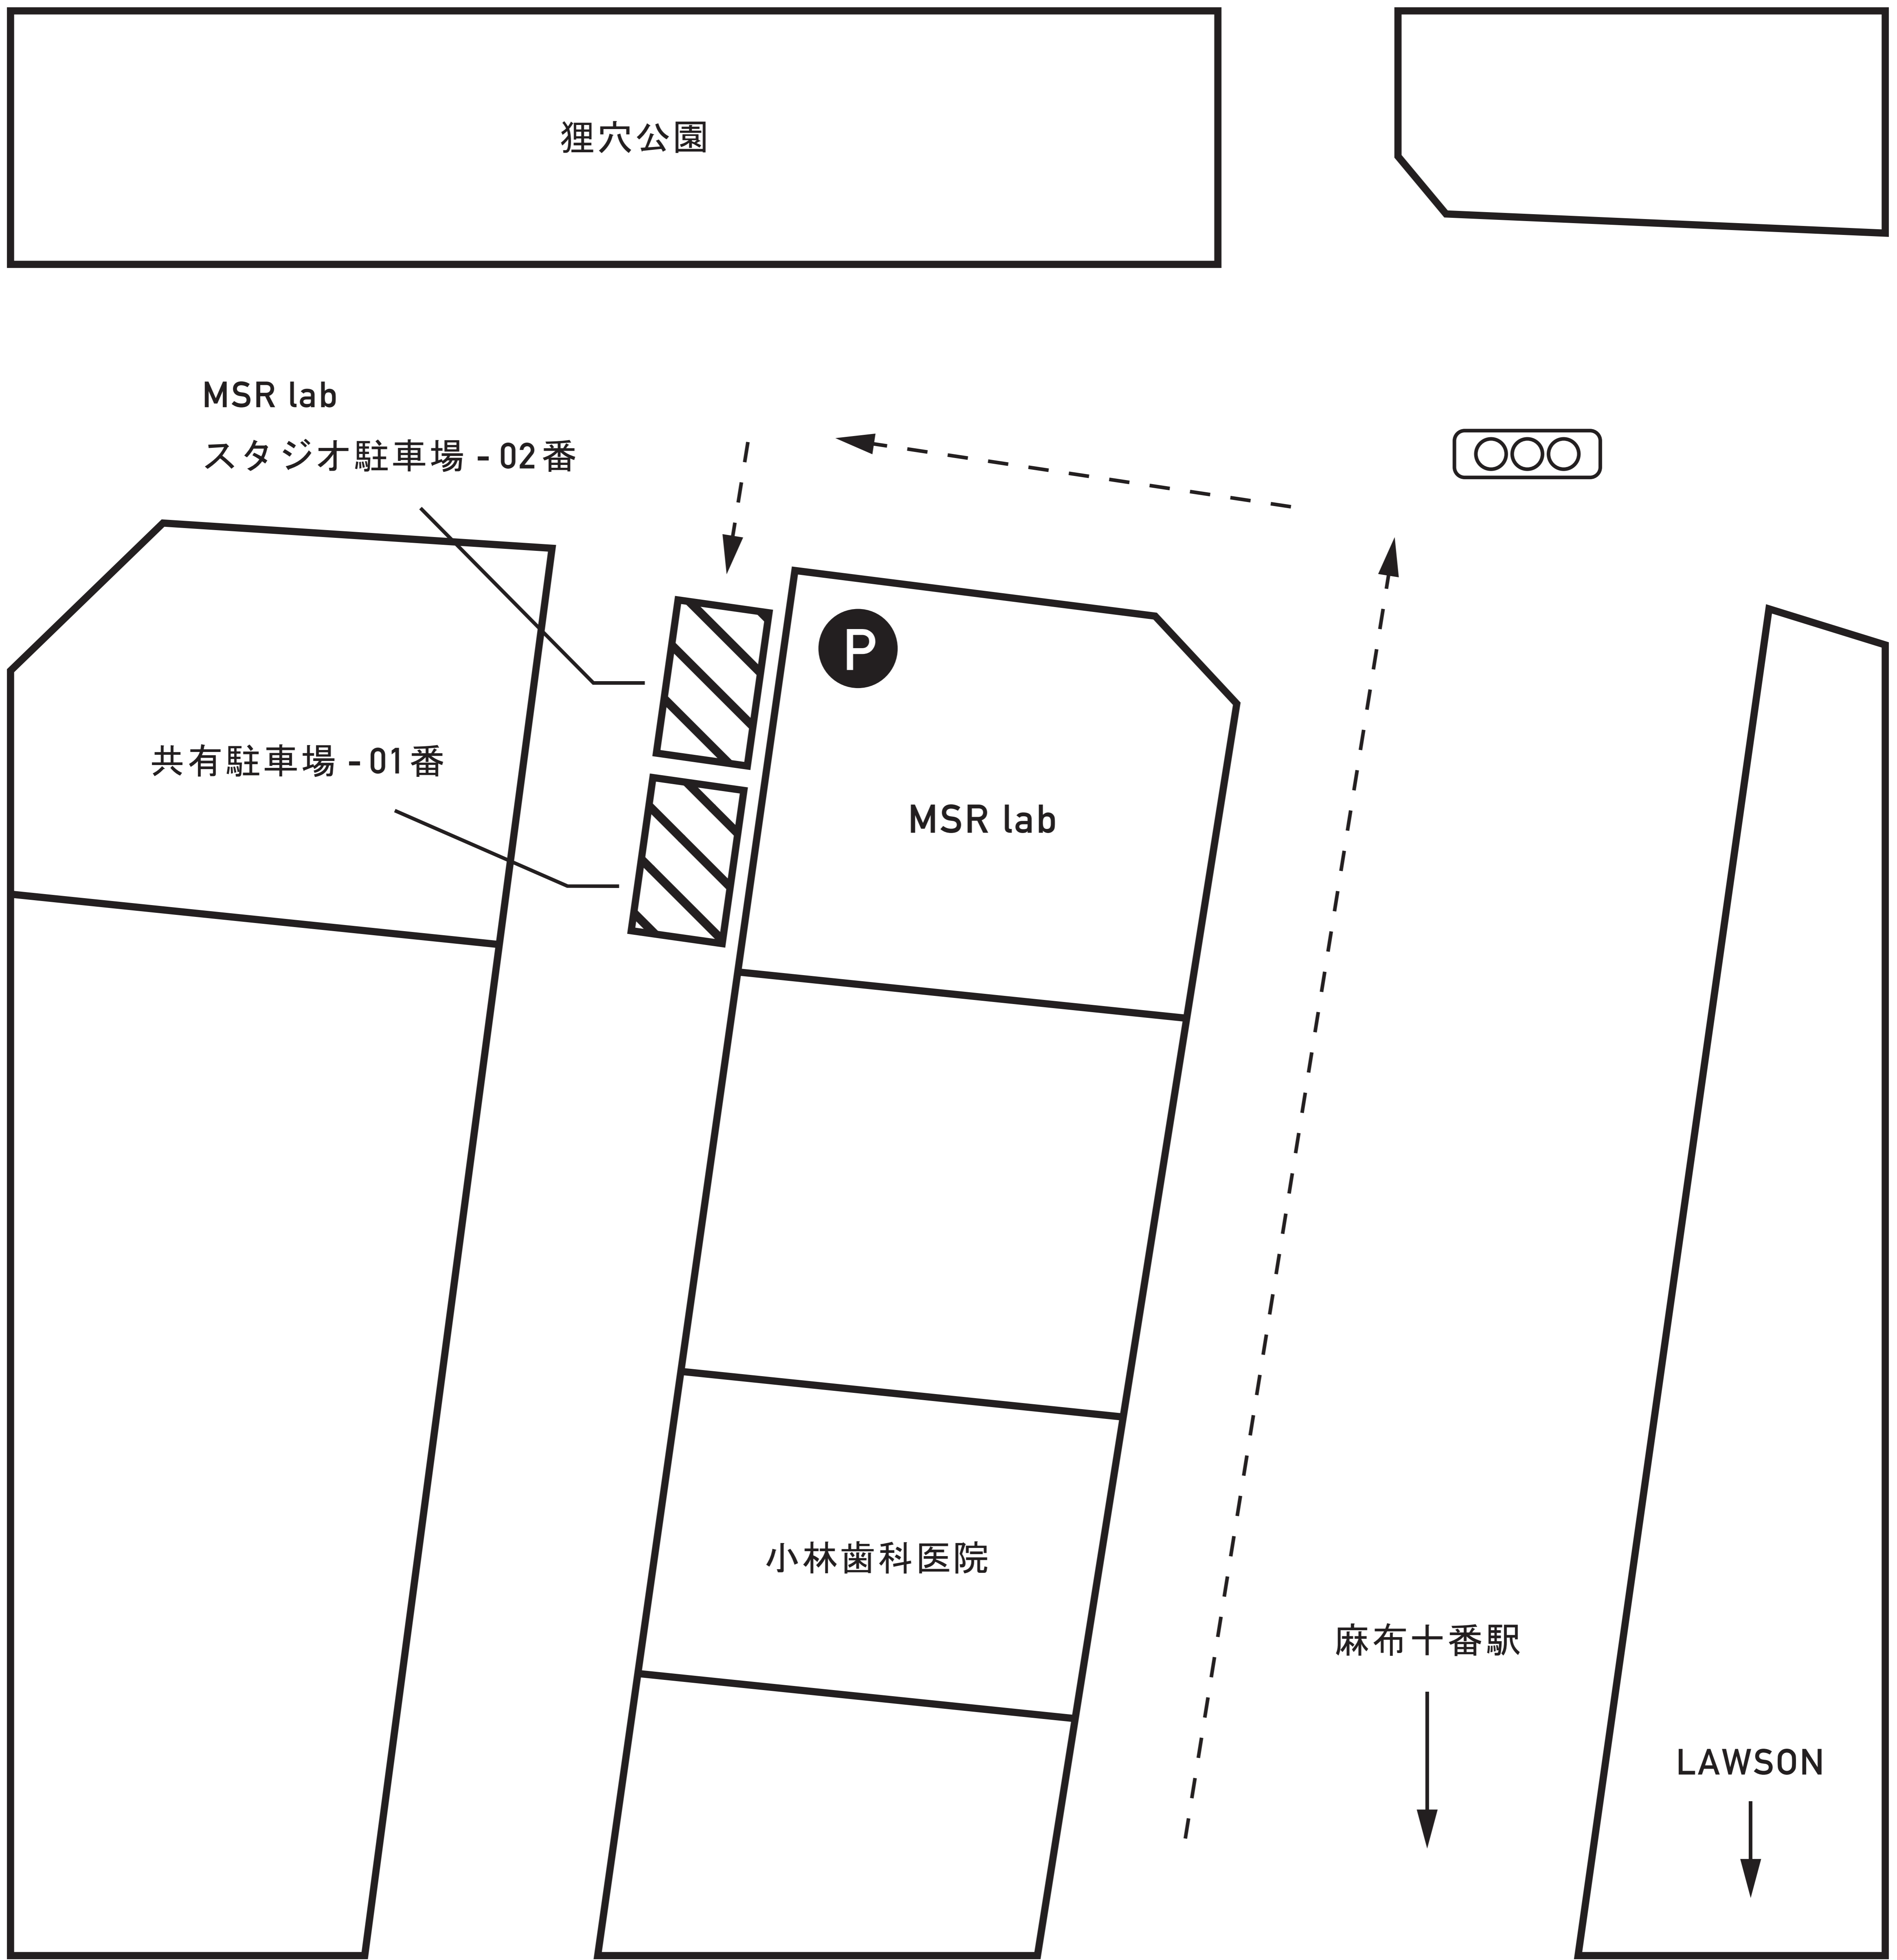 狸穴公園
MSR lab
スタジオ駐車場 - 02番
P
共有駐車場 - 01番
MSR lab
小林歯科医院
麻布十番駅
LAWSON